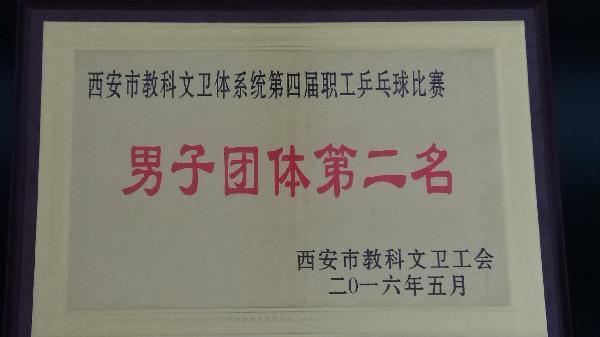 西安市教科文卫体系统第四届职工乒乓球比赛
男子团体第二名
西安市教科文卫工会
二〇一六年五月